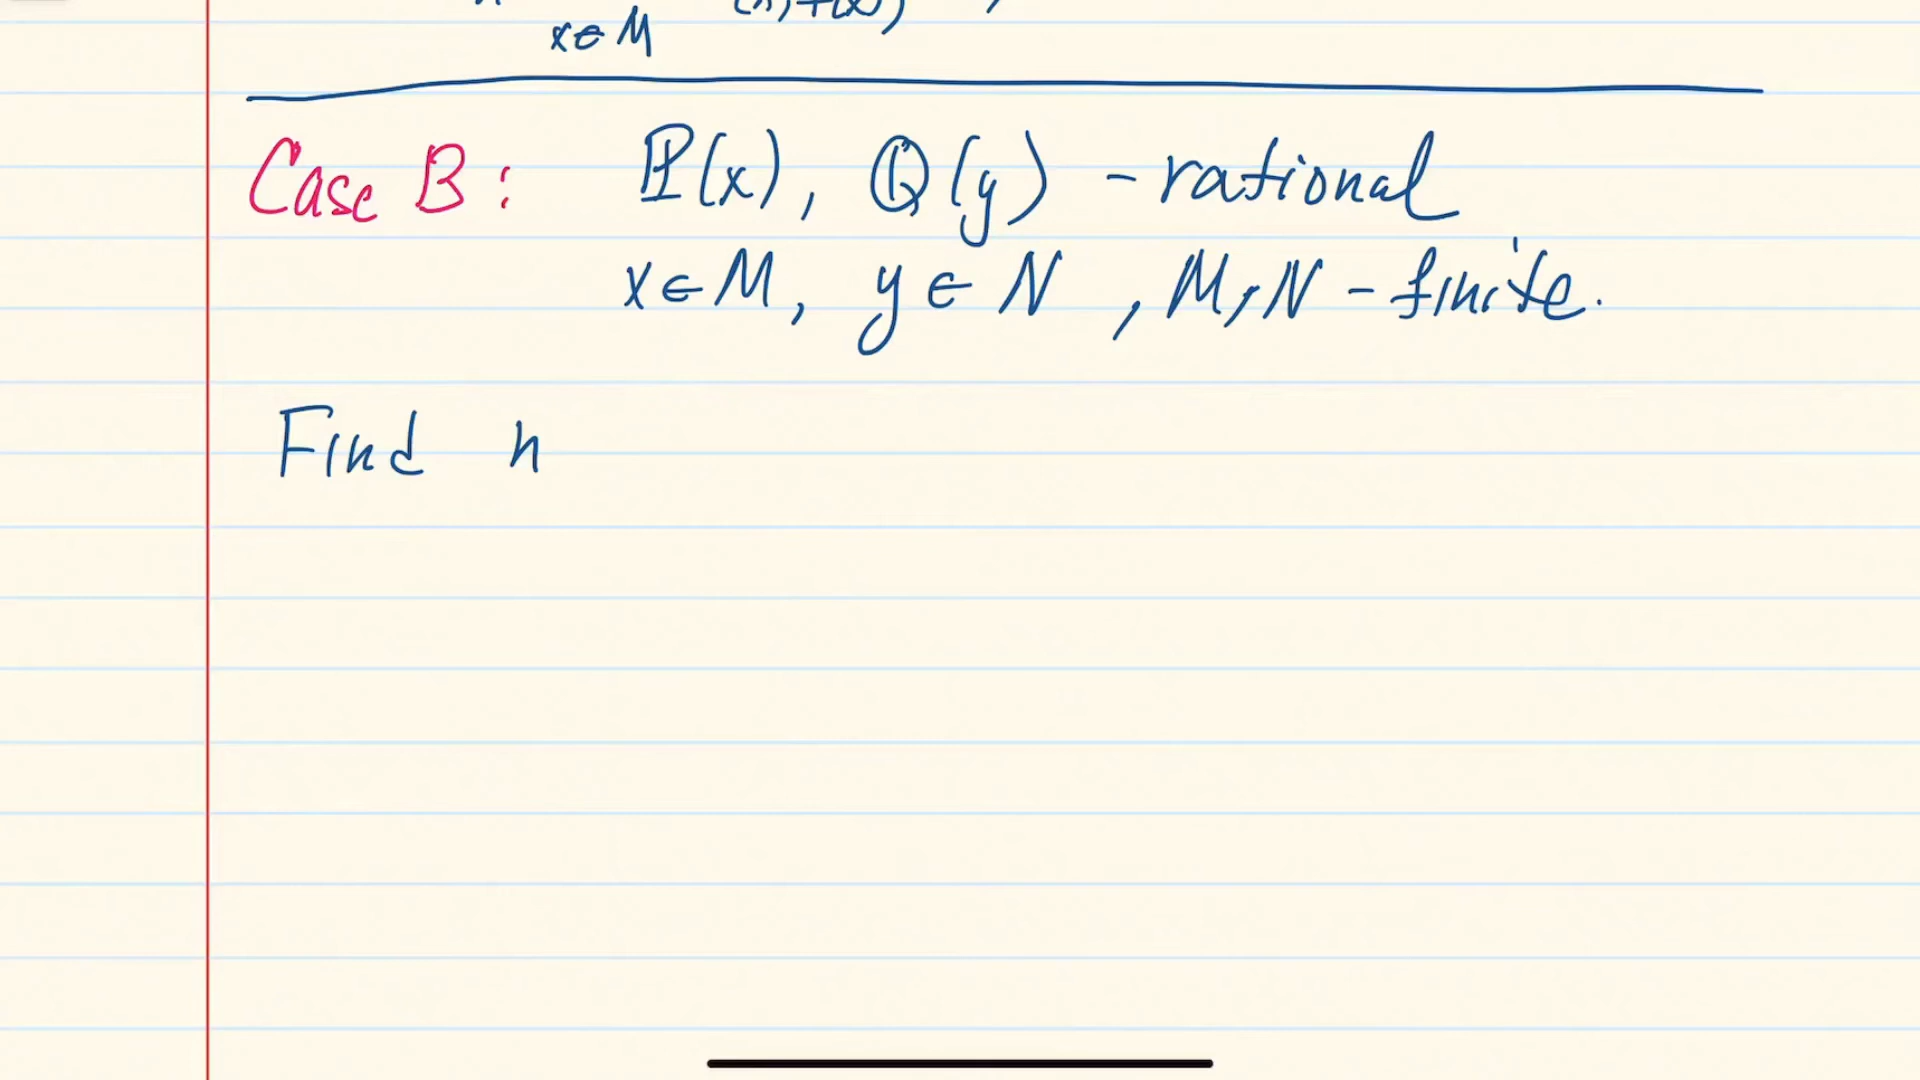 x∈M
Case B: ℙ(x), ℚ(y) - rational
x∈M, y∈N, M,N - finite.
Find n